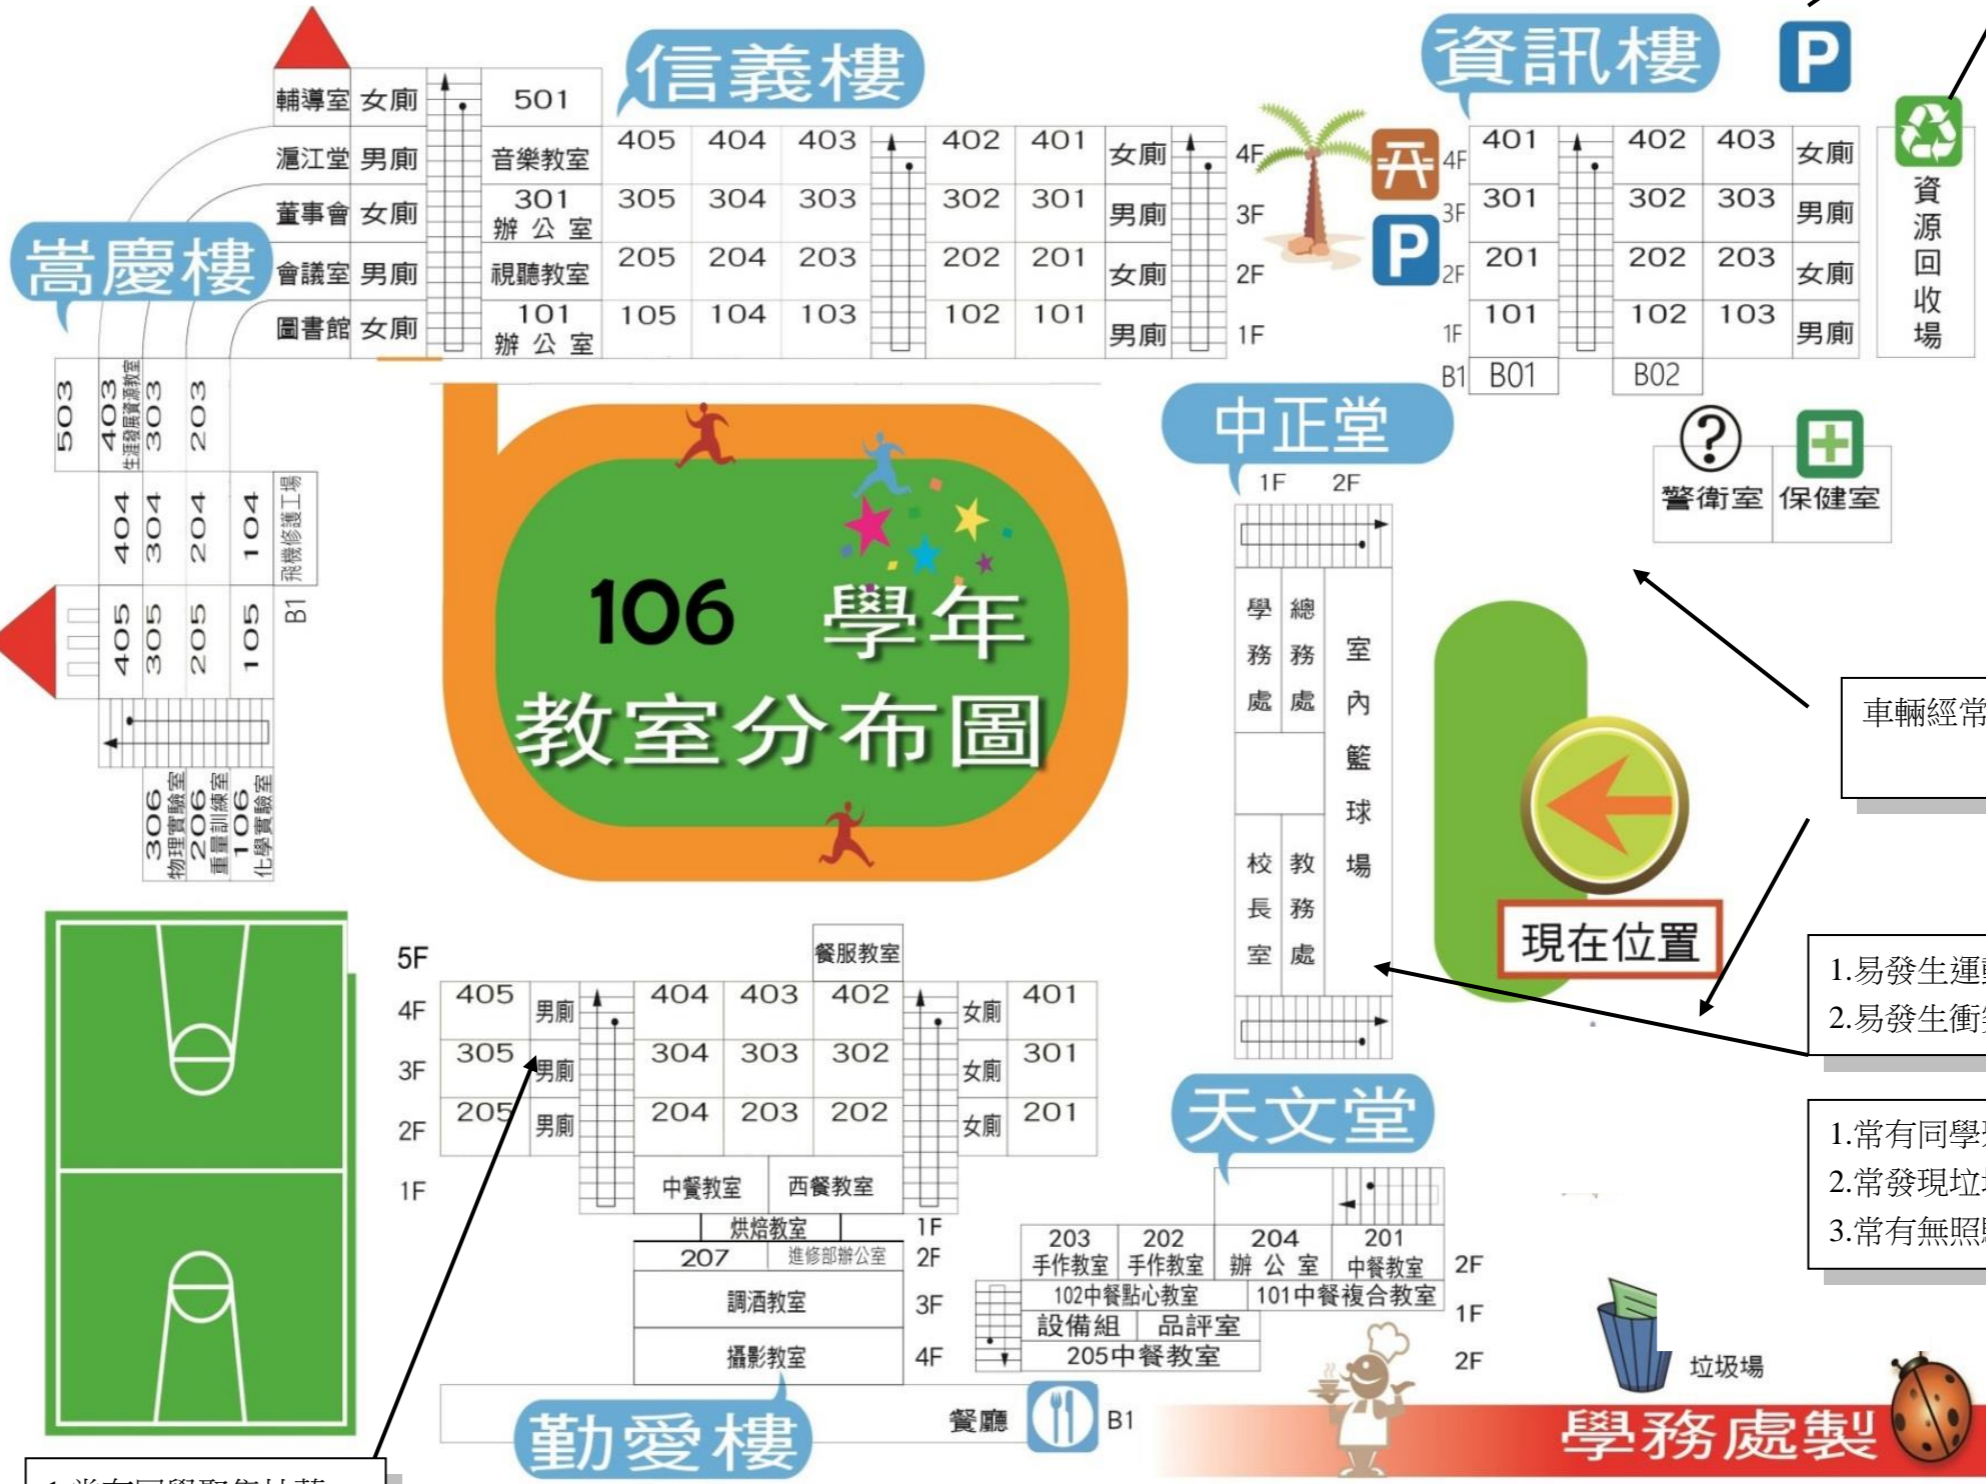 信義樓
資訊樓
P
輔導室 女廁 501
滬江堂 男廁 音樂教室 405 404 403 402 401 女廁 4F
董事會 女廁 301辦公室 305 304 303 302 301 男廁 3F
會議室 男廁 視聽教室 205 204 203 202 201 女廁 2F
圖書館 女廁 101辦公室 105 104 103 102 101 男廁 1F
P
4F 401 402 403 女廁
3F 301 302 303 男廁
2F 201 202 203 女廁
1F 101 102 103 男廁
B1 B01 B02
資源回收場
嵩慶樓
503 403 生涯發展資源教室 303 203
404 304 204 104 飛機修護工場
405 305 205 105 B1
306 物理實驗室
206 重量訓練室
106 化學實驗室
106 學年
教室分布圖
中正堂
1F 2F
學務處 總務處
室內籃球場
校長室 教務處
?
警衛室 保健室
車輛經常
現在位置
1.易發生運
2.易發生衝
1.常有同學
2.常發現垃
3.常有無照
5F 餐服教室
4F 405 男廁 404 403 402 女廁 401
3F 305 男廁 304 303 302 女廁 301
2F 205 男廁 204 203 202 女廁 201
1F 中餐教室 西餐教室
烘焙教室 1F
207 進修部辦公室 2F
調酒教室 3F
攝影教室 4F
勤愛樓
餐廳 B1
天文堂
203 手作教室 202 手作教室 204 辦公室 201 中餐教室 2F
102中餐點心教室 101中餐複合教室 1F
設備組 品評室
205中餐教室 2F
垃圾場
學務處製